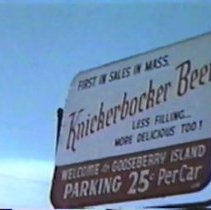 FIRST IN SALES IN MASS.
Knickerbocker Beer
LESS FILLING...
MORE DELICIOUS TOO!
WELCOME to GOOSEBERRY ISLAND
PARKING 25¢ Per Car